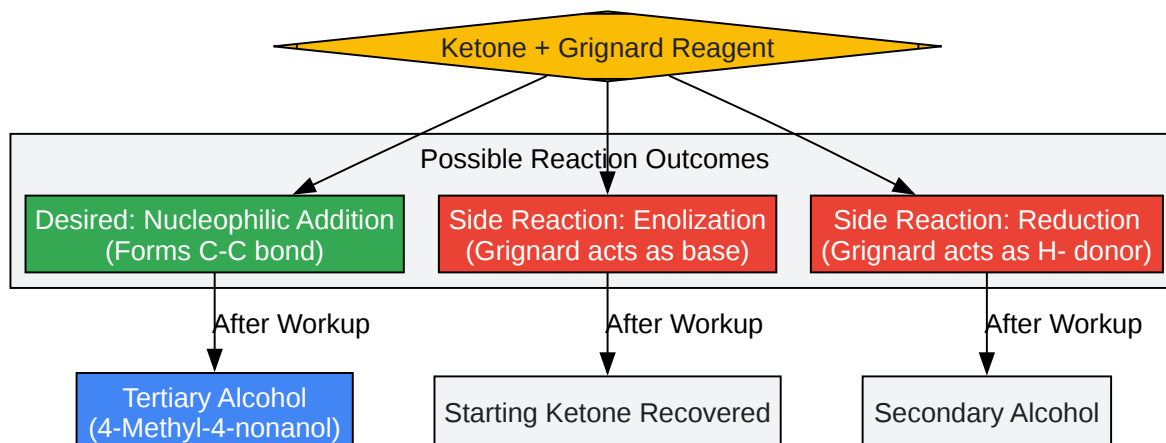 Ketone + Grignard Reagent
Possible Reaction Outcomes
Desired: Nucleophilic Addition
(Forms C-C bond)
Side Reaction: Enolization
(Grignard acts as base)
Side Reaction: Reduction
(Grignard acts as H- donor)
After Workup
After Workup
After Workup
Tertiary Alcohol
(4-Methyl-4-nonanol)
Starting Ketone Recovered
Secondary Alcohol